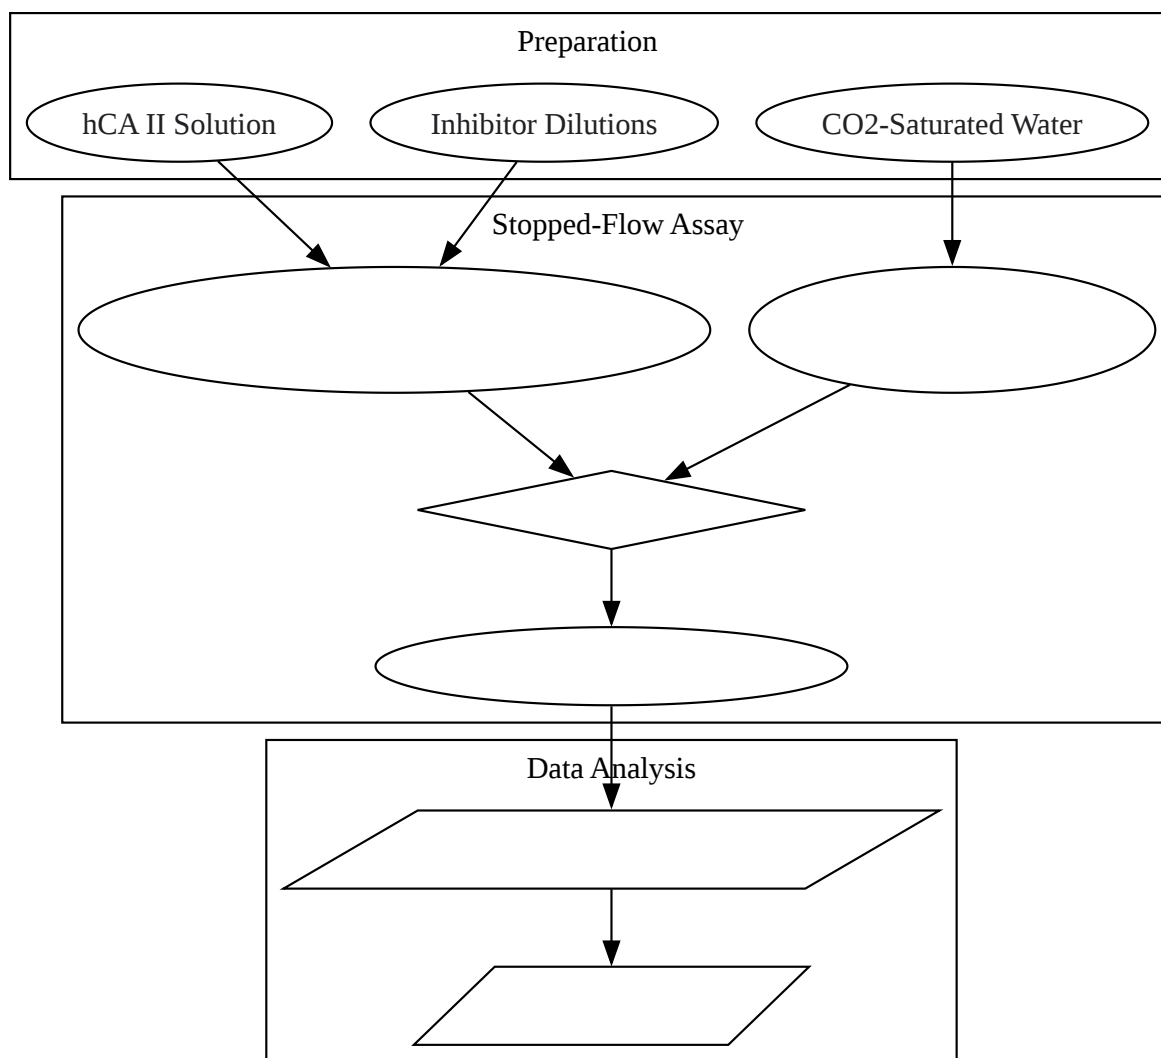 Preparation
hCA II Solution
Inhibitor Dilutions
CO2-Saturated Water
Stopped-Flow Assay
Data Analysis